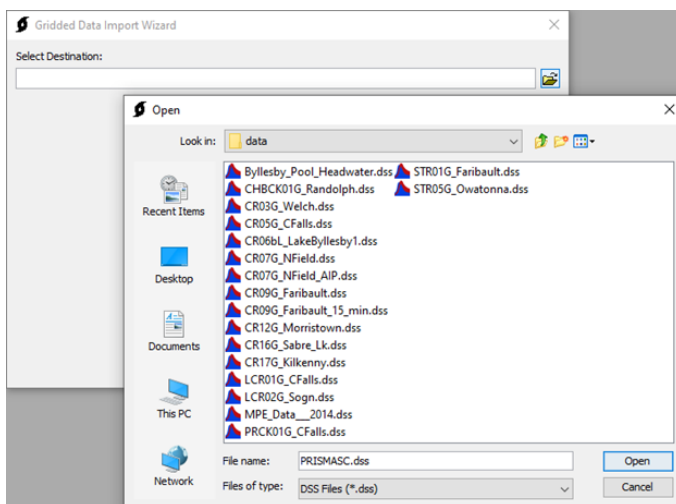 Gridded Data Import Wizard
Select Destination:
Open
Look in: data
Recent Items
Desktop
Documents
This PC
Network
Byllesby_Pool_Headwater.dss
CHBCK01G_Randolph.dss
CR03G_Welch.dss
CR05G_CFalls.dss
CR06bL_LakeByllesby1.dss
CR07G_NField.dss
CR07G_NField_AIP.dss
CR09G_Faribault.dss
CR09G_Faribault_15_min.dss
CR12G_Morristown.dss
CR16G_Sabre_Lk.dss
CR17G_Kilkenny.dss
LCR01G_CFalls.dss
LCR02G_Sogn.dss
MPE_Data__2014.dss
PRCK01G_CFalls.dss
STR01G_Faribault.dss
STR05G_Owatonna.dss
File name: PRISMASC.dss
Open
Files of type: DSS Files (*.dss)
Cancel